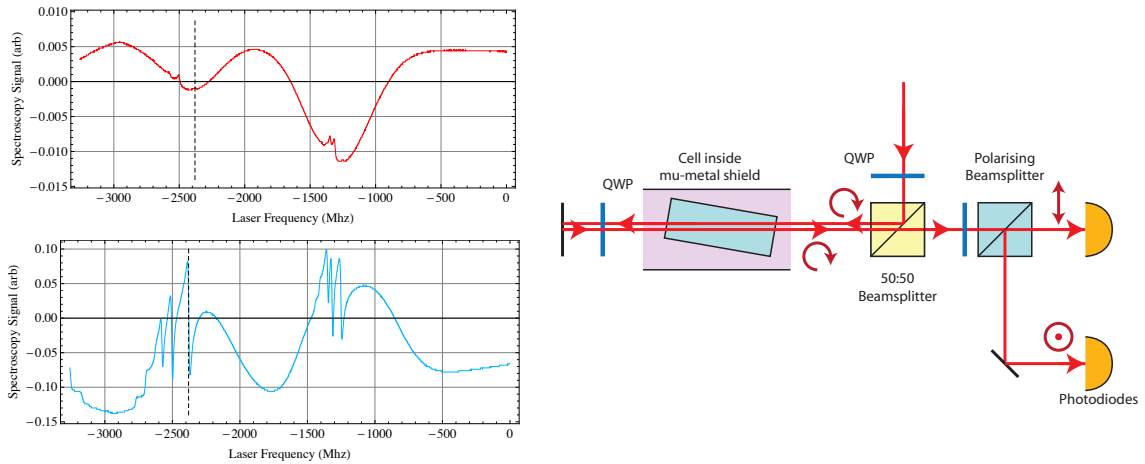 0.005
0.000
−0.005
−0.010
−0.015
Spectroscopy Signal (arb)
−3000 −2500 −2000 −1500 −1000 −500 0
Laser Frequency (Mhz)
0.10
0.05
0.00
−0.05
−0.10
−0.15
Spectroscopy Signal (arb)
−3000 −2500 −2000 −1500 −1000 −500 0
Laser Frequency (Mhz)
QWP
Cell inside
mu-metal shield
QWP
Polarising
Beamsplitter
50:50
Beamsplitter
Photodiodes